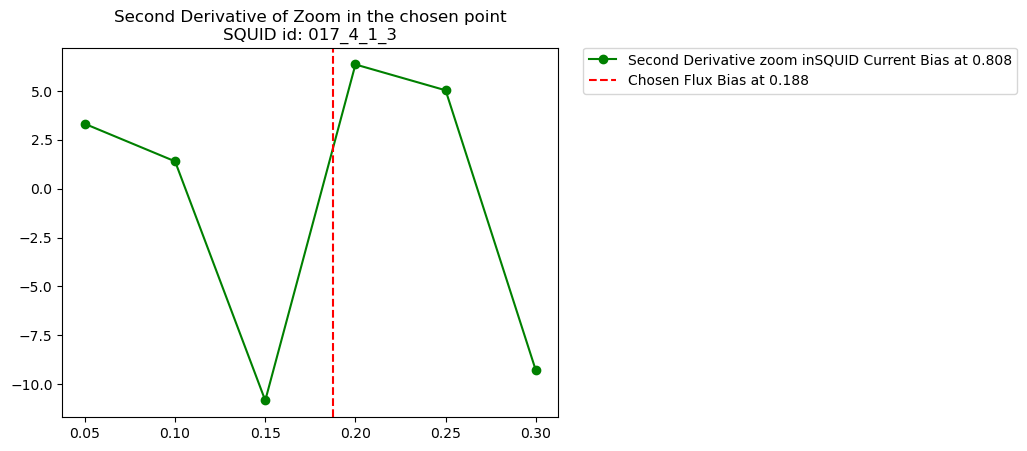 Second Derivative of Zoom in the chosen point
SQUID id: 017_4_1_3
Second Derivative zoom inSQUID Current Bias at 0.808
Chosen Flux Bias at 0.188
5.0
2.5
0.0
−2.5
−5.0
−7.5
−10.0
0.05 0.10 0.15 0.20 0.25 0.30